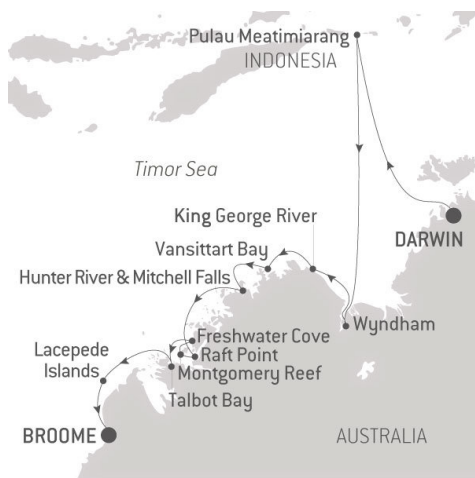 Pulau Meatimiarang
INDONESIA
Timor Sea
King George River
DARWIN
Vansittart Bay
Hunter River & Mitchell Falls
Wyndham
Freshwater Cove
Lacepede
Islands
Raft Point
Montgomery Reef
Talbot Bay
BROOME
AUSTRALIA